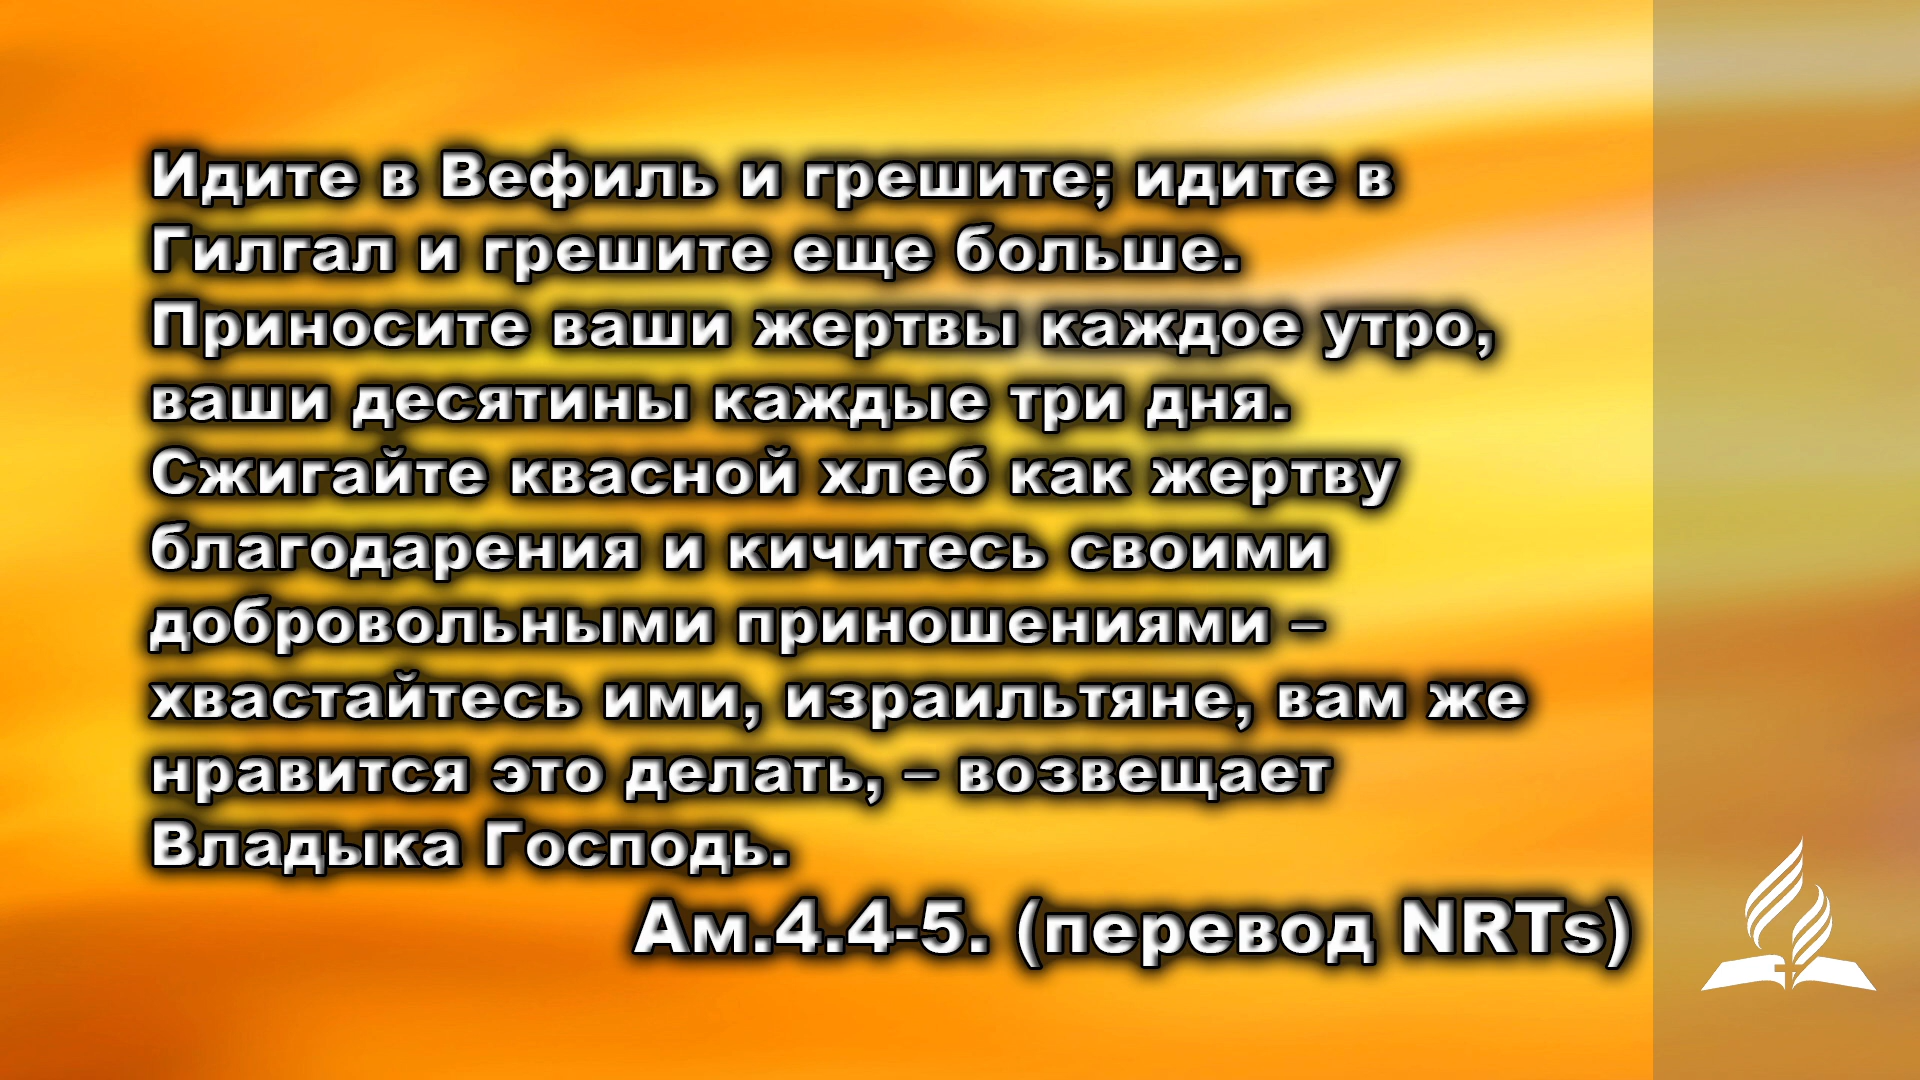 Идите в Вефиль и грешите; идите в
Гилгал и грешите еще больше.
Приносите ваши жертвы каждое утро,
ваши десятины каждые три дня.
Сжигайте квасной хлеб как жертву
благодарения и кичитесь своими
добровольными приношениями –
хвастайтесь ими, израильтяне, вам же
нравится это делать, – возвещает
Владыка Господь.
Ам.4.4-5. (перевод NRTs)